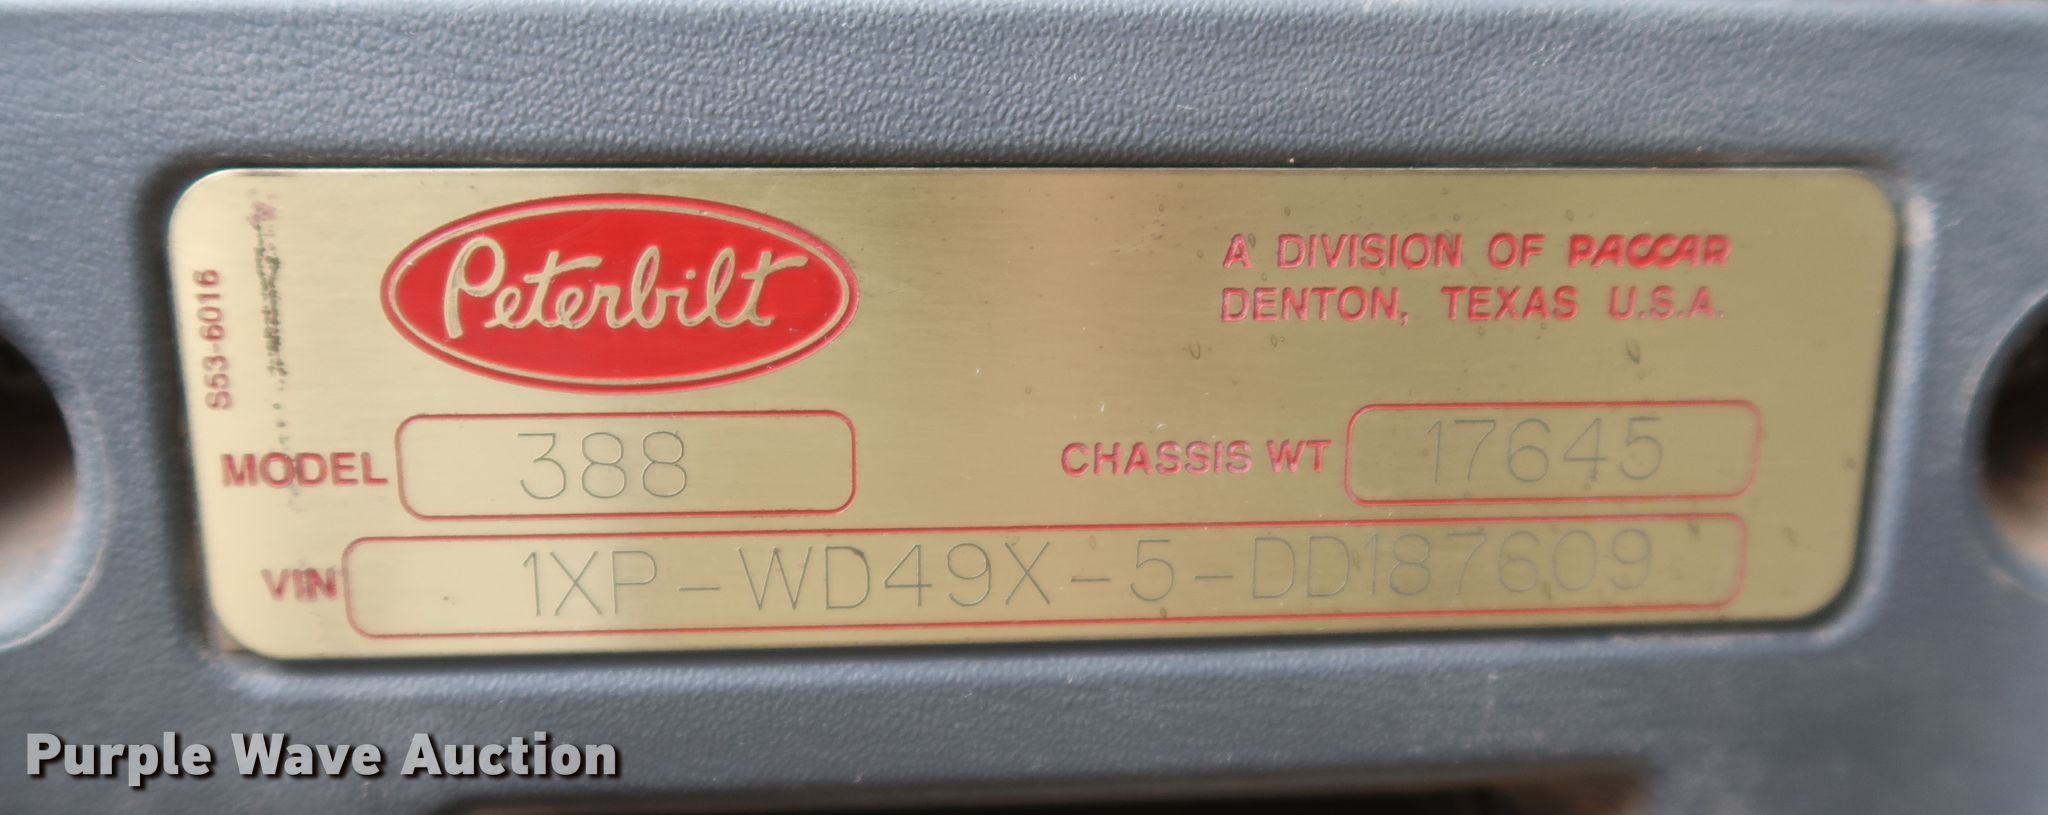 S53-6016
Peterbilt
A DIVISION OF PACCAR
DENTON, TEXAS U.S.A.
MODEL 388
CHASSIS WT 17645
VIN 1XP-WD49X-5-DD187609
Purple Wave Auction